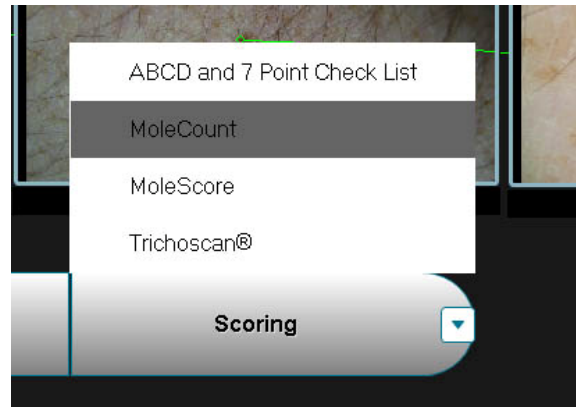 ABCD and 7 Point Check List
MoleCount
MoleScore
Trichoscan®
Scoring